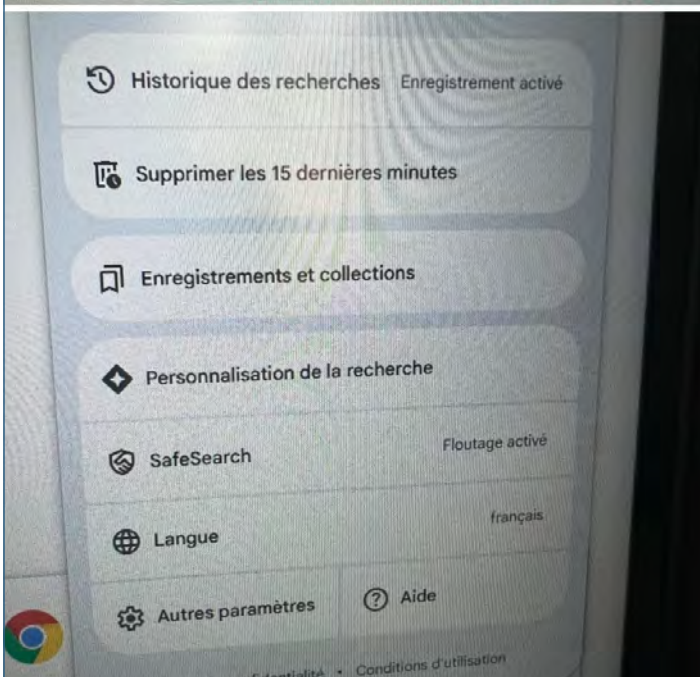 Historique des recherches Enregistrement activé
Supprimer les 15 dernières minutes
Enregistrements et collections
Personnalisation de la recherche
SafeSearch Floutage activé
Langue français
Autres paramètres Aide
• Conditions d'utilisation